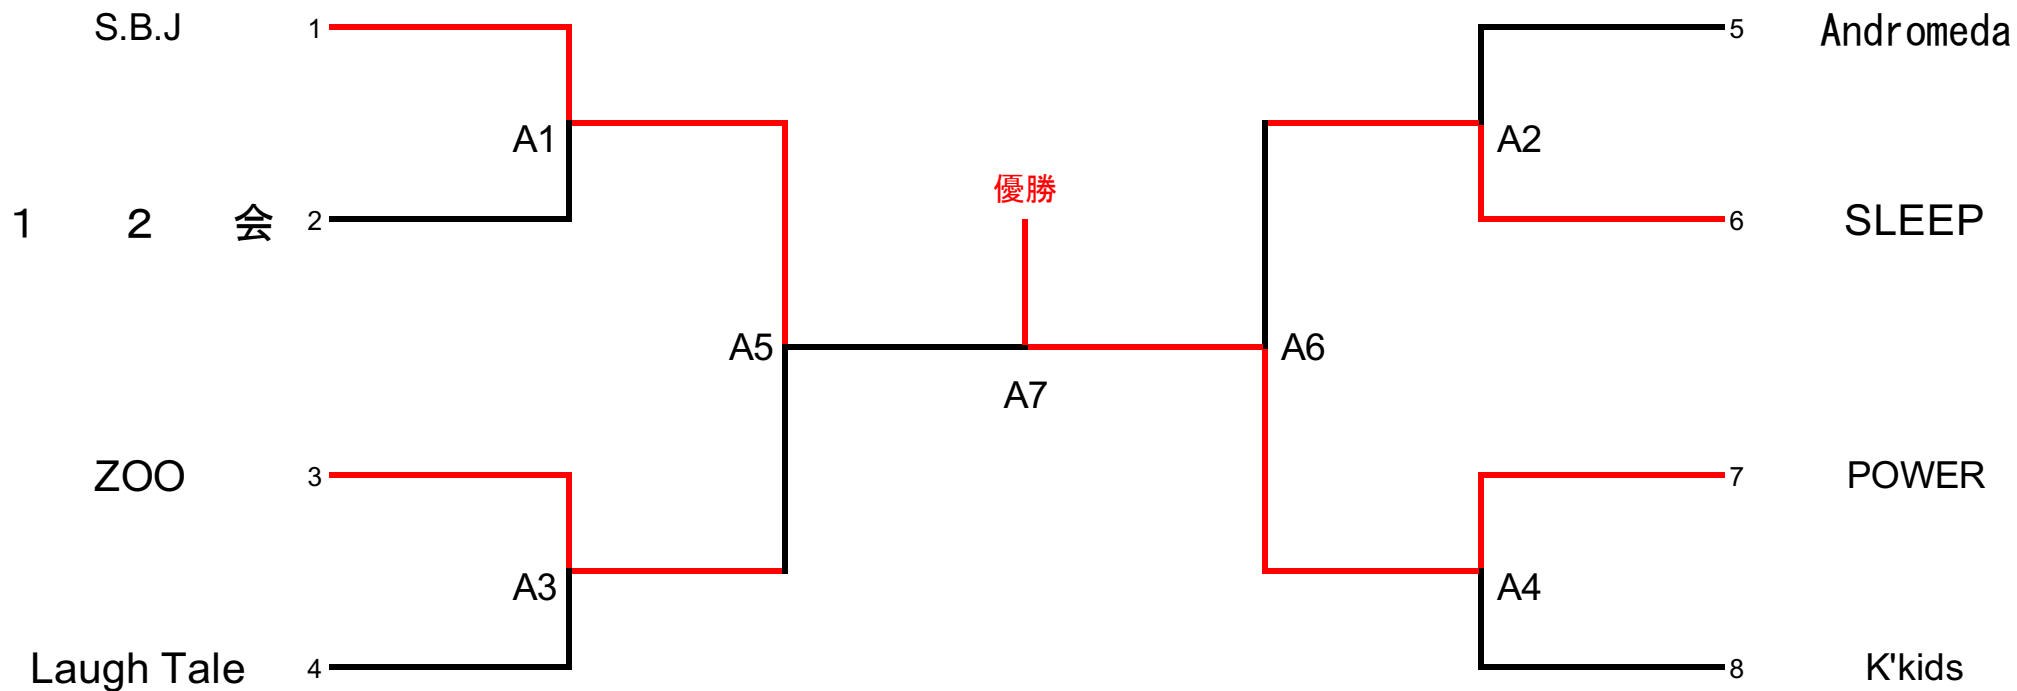 S.B.J 1
5 Andromeda
A1
A2
優勝
１ ２ 会 2
6 SLEEP
A5
A6
A7
ZOO 3
7 POWER
A3
A4
Laugh Tale 4
8 K'kids